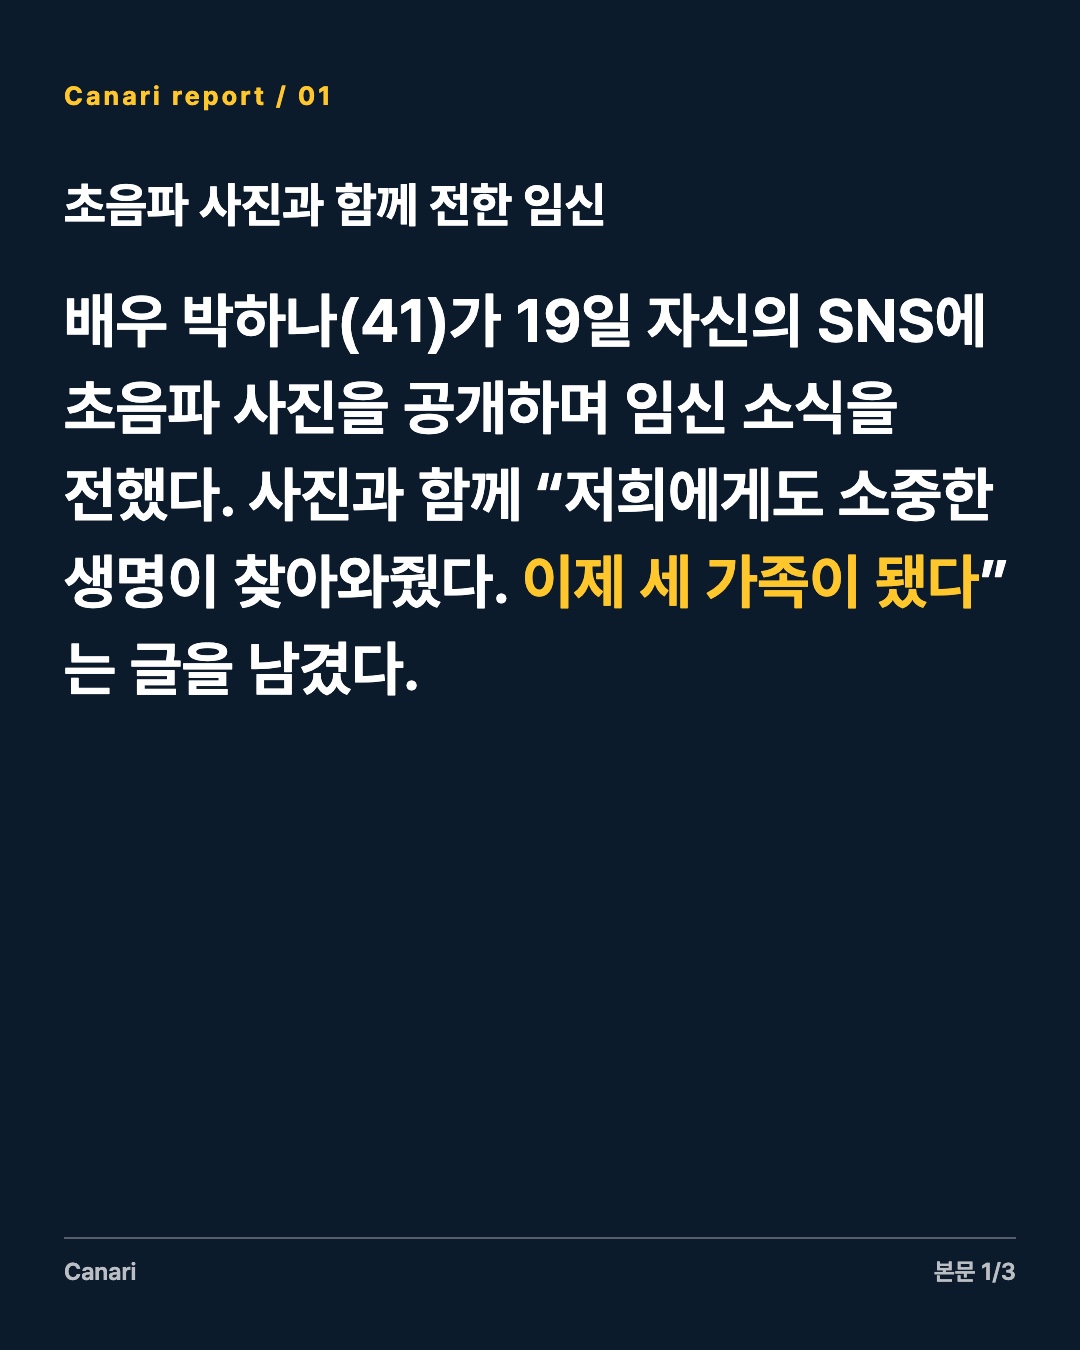 Canari report / 01
초음파 사진과 함께 전한 임신
배우 박하나(41)가 19일 자신의 SNS에
초음파 사진을 공개하며 임신 소식을
전했다. 사진과 함께 “저희에게도 소중한
생명이 찾아와줬다. 이제 세 가족이 됐다”
는 글을 남겼다.
Canari
본문 1/3